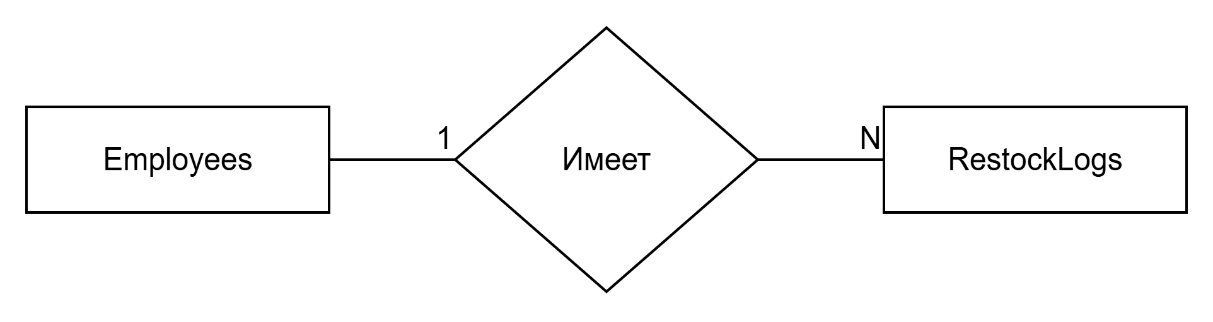 Employees
1
Имеет
N
RestockLogs